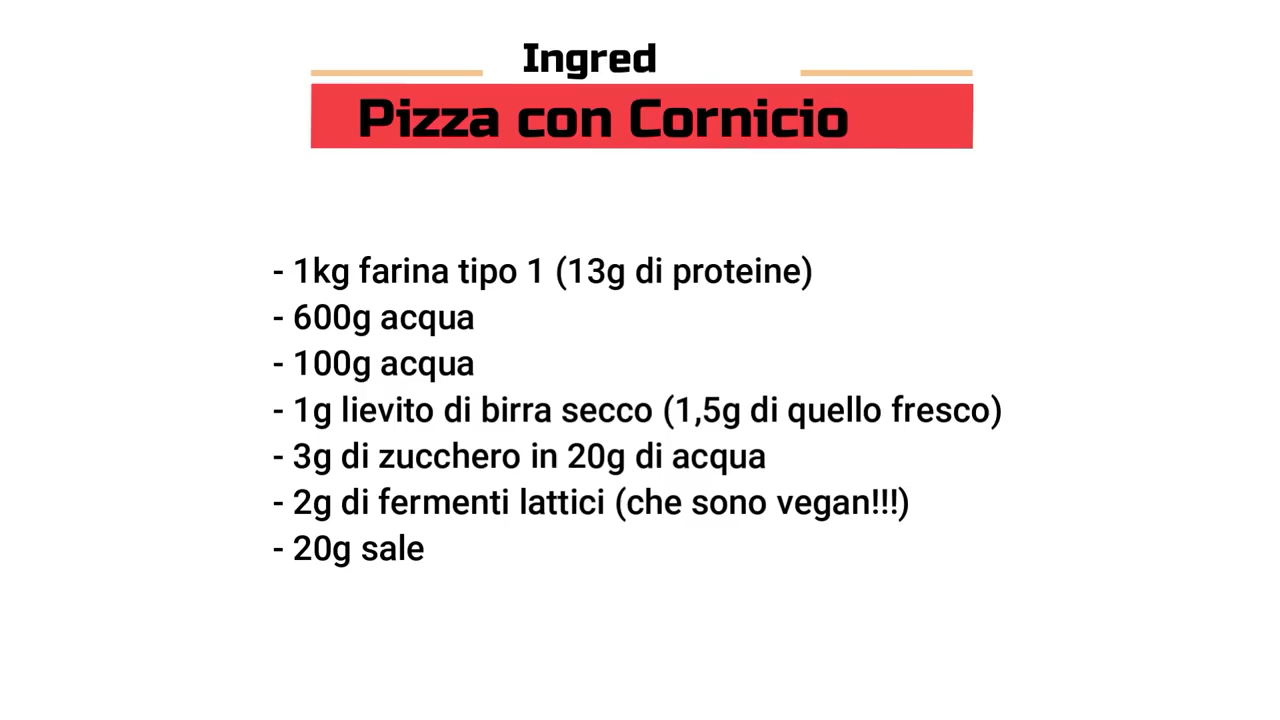 Ingred
Pizza con Cornicio
- 1kg farina tipo 1 (13g di proteine)
- 600g acqua
- 100g acqua
- 1g lievito di birra secco (1,5g di quello fresco)
- 3g di zucchero in 20g di acqua
- 2g di fermenti lattici (che sono vegan!!!)
- 20g sale